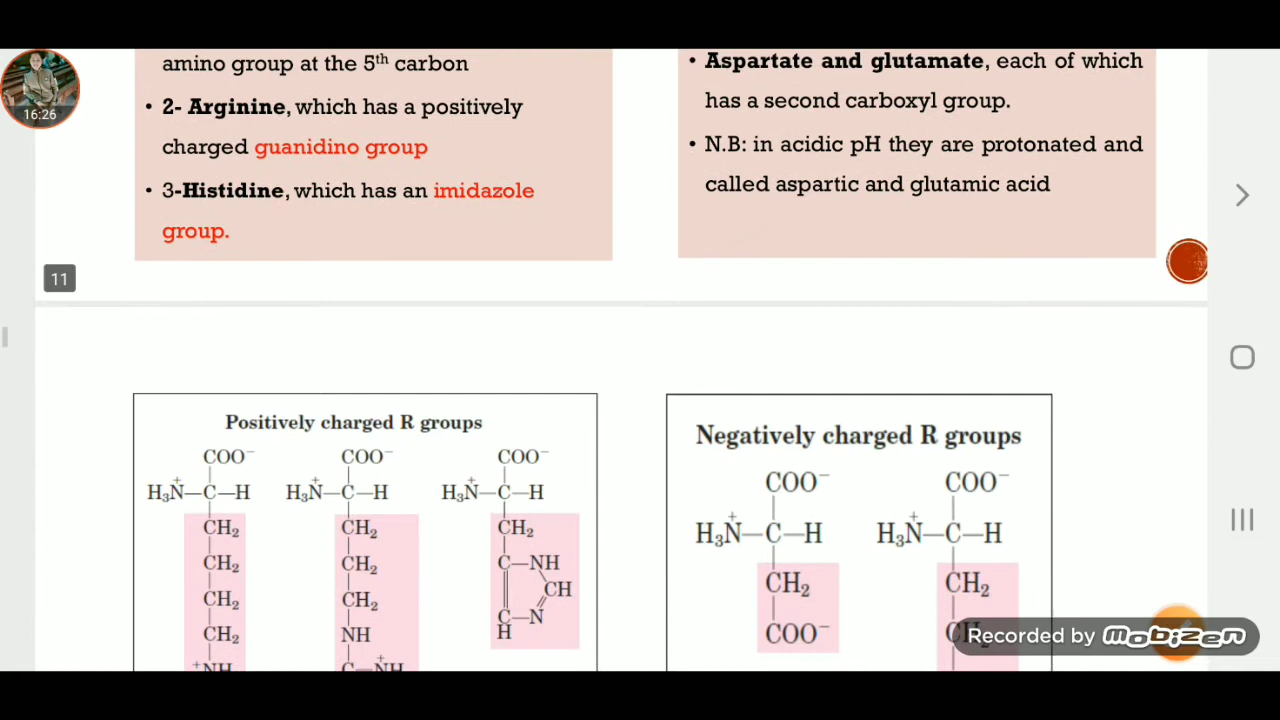 16:26
amino group at the 5th carbon
• 2- Arginine, which has a positively
charged guanidino group
• 3-Histidine, which has an imidazole
group.
• Aspartate and glutamate, each of which
has a second carboxyl group.
• N.B: in acidic pH they are protonated and
called aspartic and glutamic acid
11
Positively charged R groups
COO⁻ COO⁻ COO⁻
H₃N⁺—C—H H₃N⁺—C—H H₃N⁺—C—H
CH₂ CH₂ CH₂
CH₂ CH₂ C—NH
CH
CH₂ CH₂ C—N
CH₂ NH H
⁺NH C—⁺NH
Negatively charged R groups
COO⁻ COO⁻
H₃N⁺—C—H H₃N⁺—C—H
CH₂ CH₂
COO⁻
Recorded by mobizen